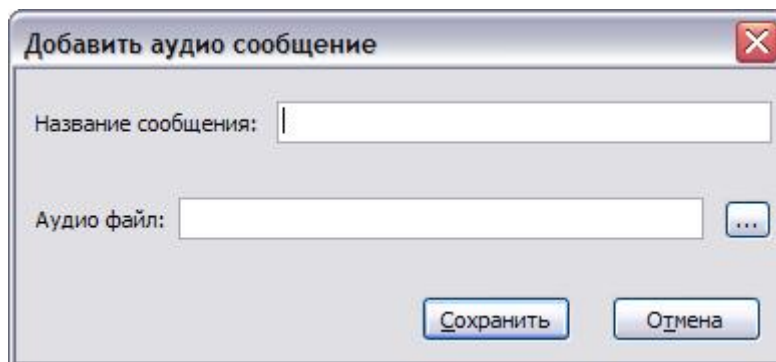 Добавить аудио сообщение
Название сообщения:
Аудио файл:
...
Сохранить Отмена